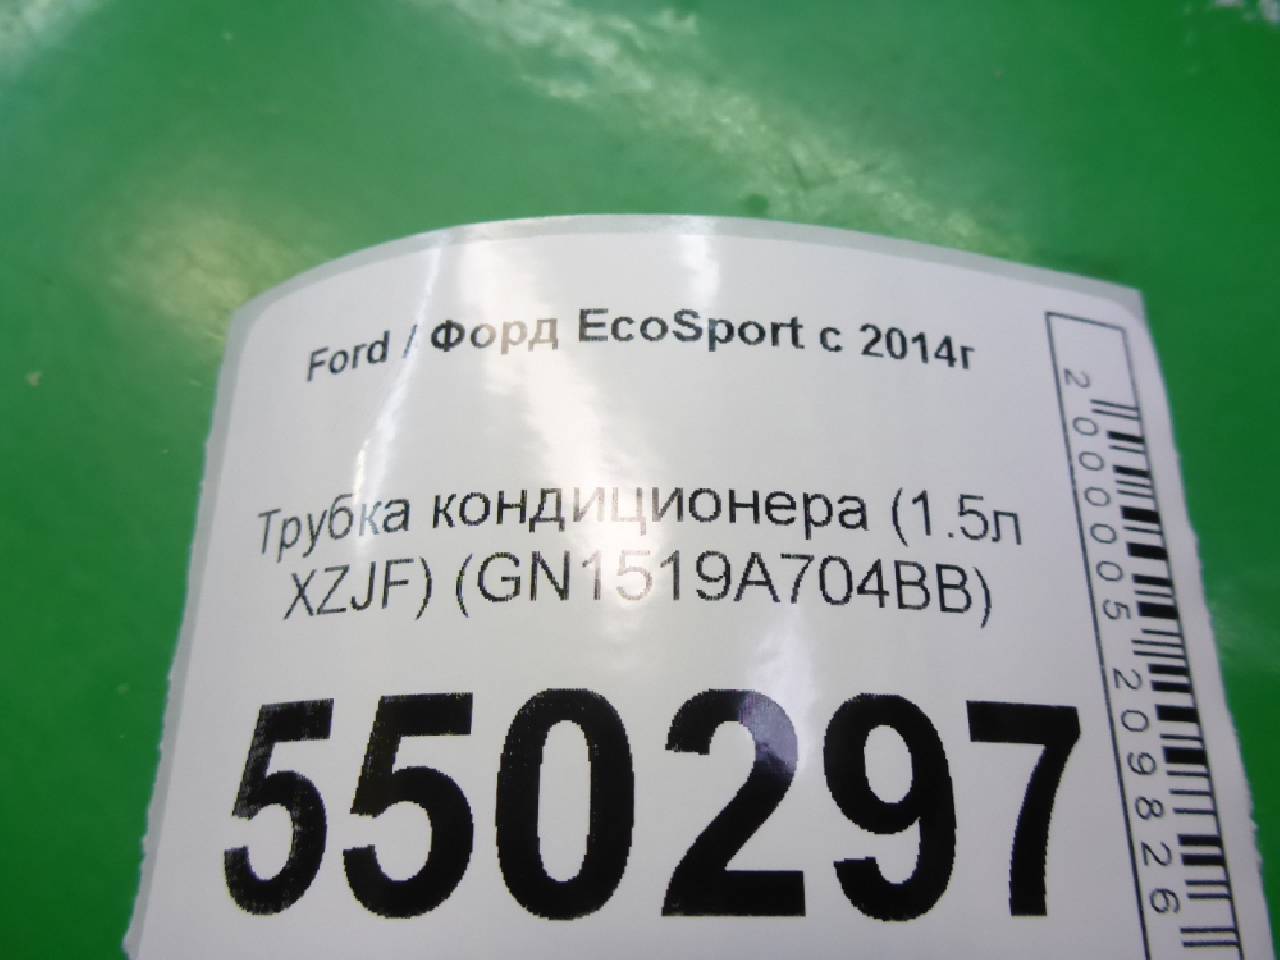 Ford / Форд EcoSport с 2014г
Трубка кондиционера (1.5л
XZJF) (GN1519A704BB)
550297
2000005209826